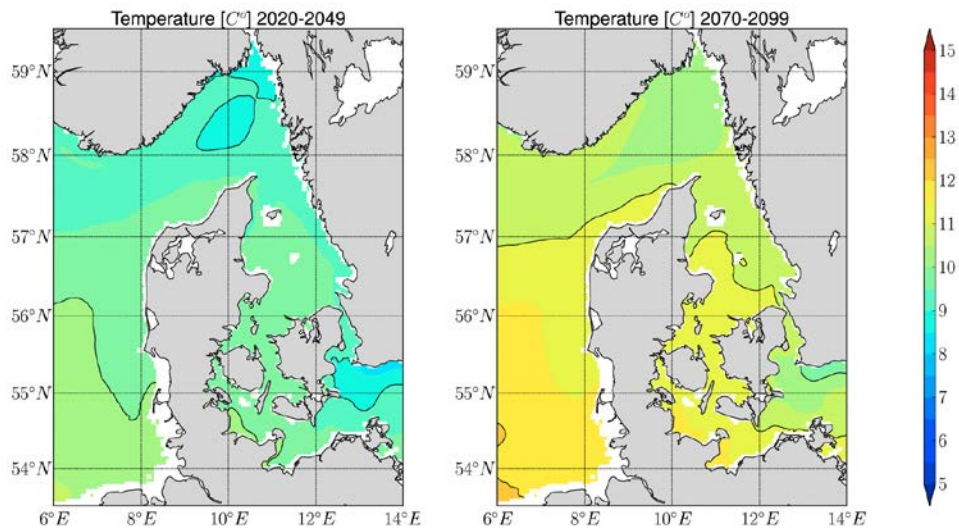 Temperature [C°] 2020-2049
Temperature [C°] 2070-2099
59°N
58°N
57°N
56°N
55°N
54°N
6°E
8°E
10°E
12°E
14°E
59°N
58°N
57°N
56°N
55°N
54°N
6°E
8°E
10°E
12°E
14°E
15
14
13
12
11
10
9
8
7
6
5